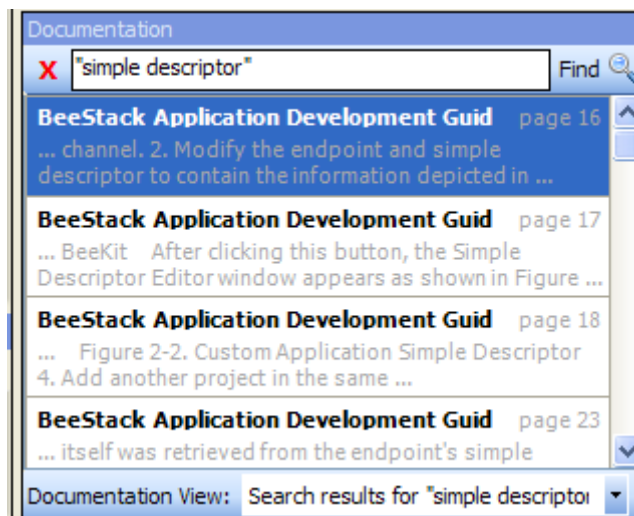 Documentation
X "simple descriptor" Find
BeeStack Application Development Guid page 16
... channel. 2. Modify the endpoint and simple
descriptor to contain the information depicted in ...
BeeStack Application Development Guid page 17
... BeeKit After clicking this button, the Simple
Descriptor Editor window appears as shown in Figure ...
BeeStack Application Development Guid page 18
... Figure 2-2. Custom Application Simple Descriptor
4. Add another project in the same ...
BeeStack Application Development Guid page 23
... itself was retrieved from the endpoint's simple
Documentation View: Search results for "simple descriptor